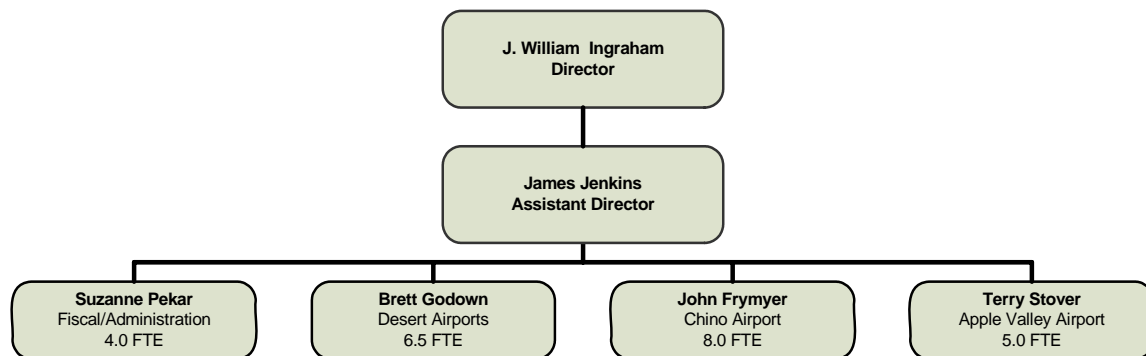 J. William Ingraham
Director
James Jenkins
Assistant Director
Suzanne Pekar
Fiscal/Administration
4.0 FTE
Brett Godown
Desert Airports
6.5 FTE
John Frymyer
Chino Airport
8.0 FTE
Terry Stover
Apple Valley Airport
5.0 FTE